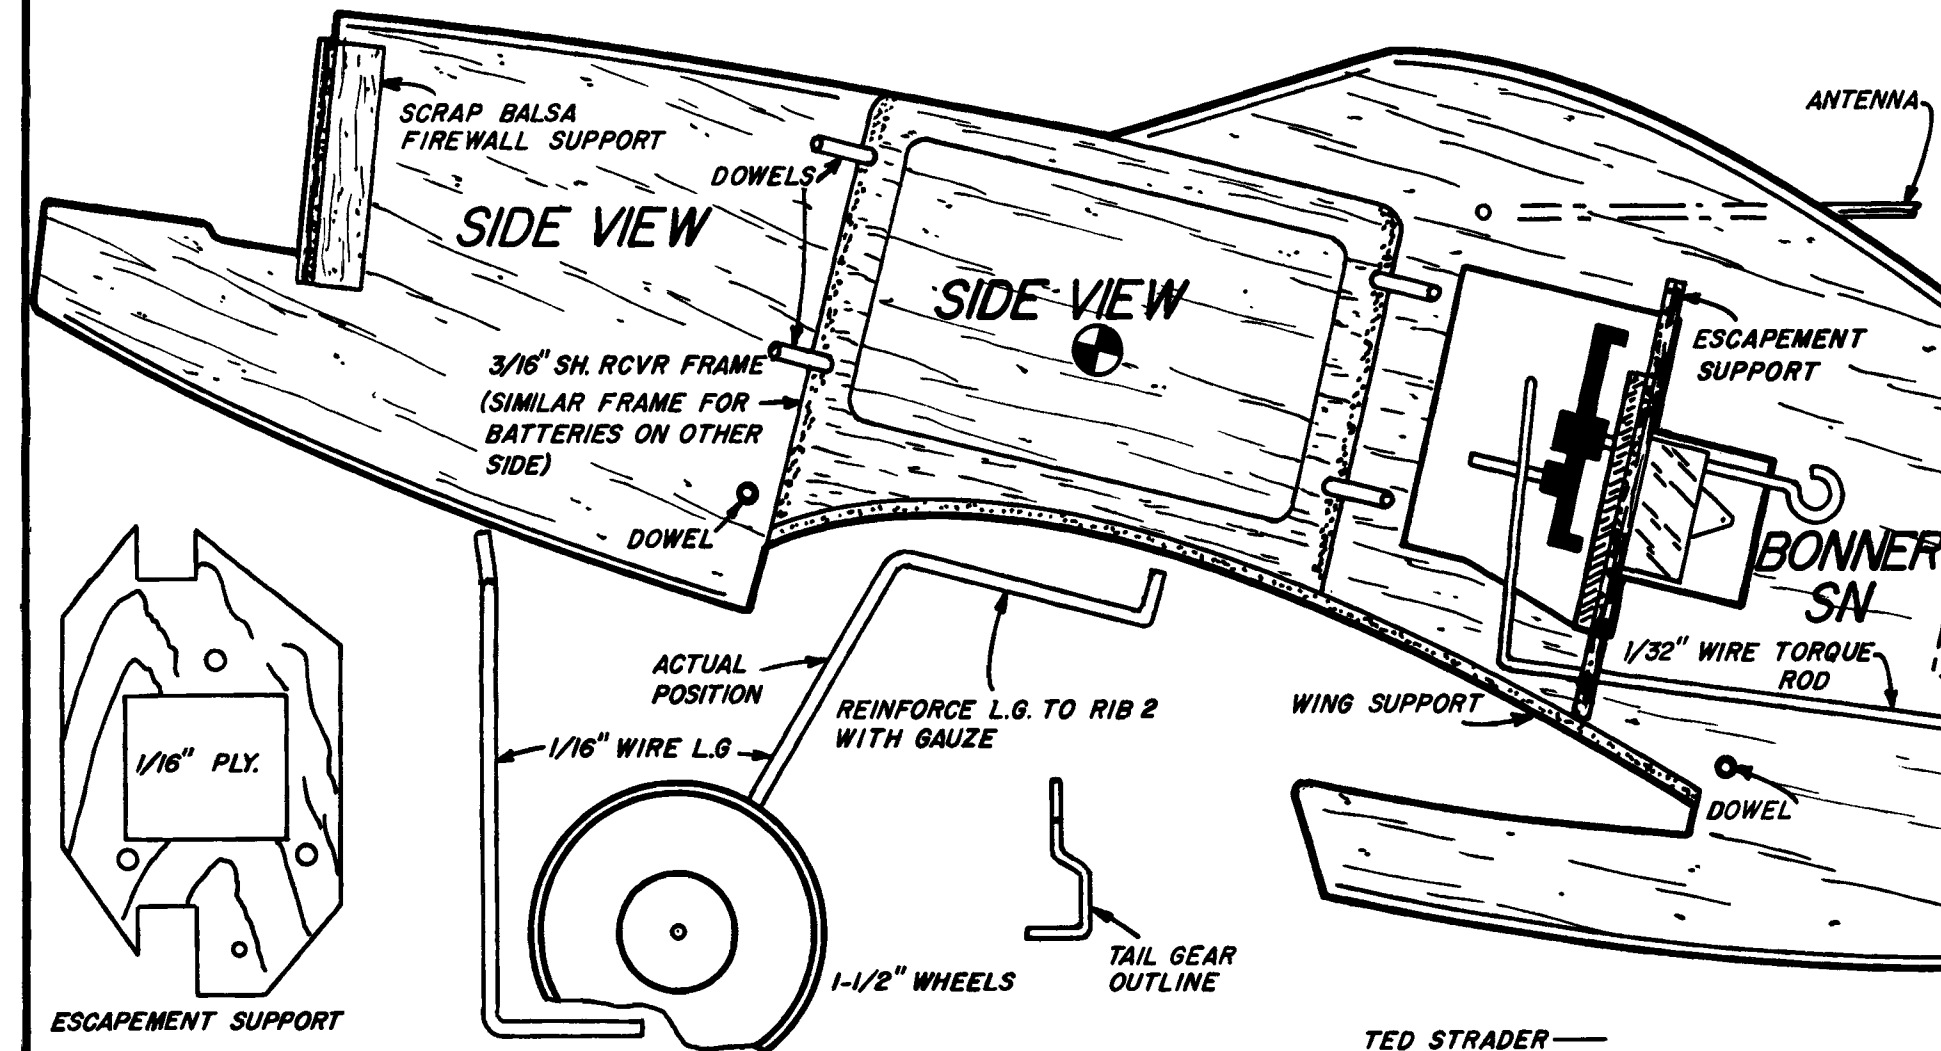 SCRAP BALSA
FIREWALL SUPPORT
DOWELS
SIDE VIEW
SIDE VIEW
ANTENNA
ESCAPEMENT
SUPPORT
3/16" SH. RCVR FRAME
(SIMILAR FRAME FOR
BATTERIES ON OTHER
SIDE)
DOWEL
BONNER
SN
1/32" WIRE TORQUE
ROD
ACTUAL
POSITION
REINFORCE L.G. TO RIB 2
WITH GAUZE
WING SUPPORT
1/16" WIRE L.G
1/16" PLY.
DOWEL
TAIL GEAR
OUTLINE
1-1/2" WHEELS
ESCAPEMENT SUPPORT
TED STRADER